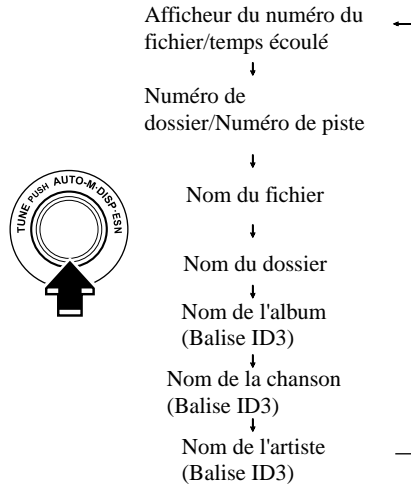 Afficheur du numéro du
fichier/temps écoulé
Numéro de
dossier/Numéro de piste
TUNE PUSH AUTO-M·DISP·ESN
Nom du fichier
Nom du dossier
Nom de l'album
(Balise ID3)
Nom de la chanson
(Balise ID3)
Nom de l'artiste
(Balise ID3)